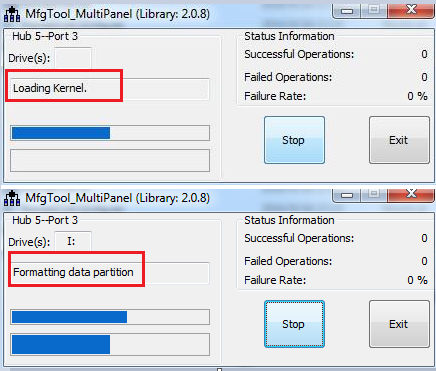 MfgTool_MultiPanel (Library: 2.0.8)
Hub 5--Port 3
Drive(s):
Loading Kernel.
Status Information
Successful Operations: 0
Failed Operations: 0
Failure Rate: 0 %
Stop
Exit
MfgTool_MultiPanel (Library: 2.0.8)
Hub 5--Port 3
Drive(s): I:
Formatting data partition
Status Information
Successful Operations: 0
Failed Operations: 0
Failure Rate: 0 %
Stop
Exit